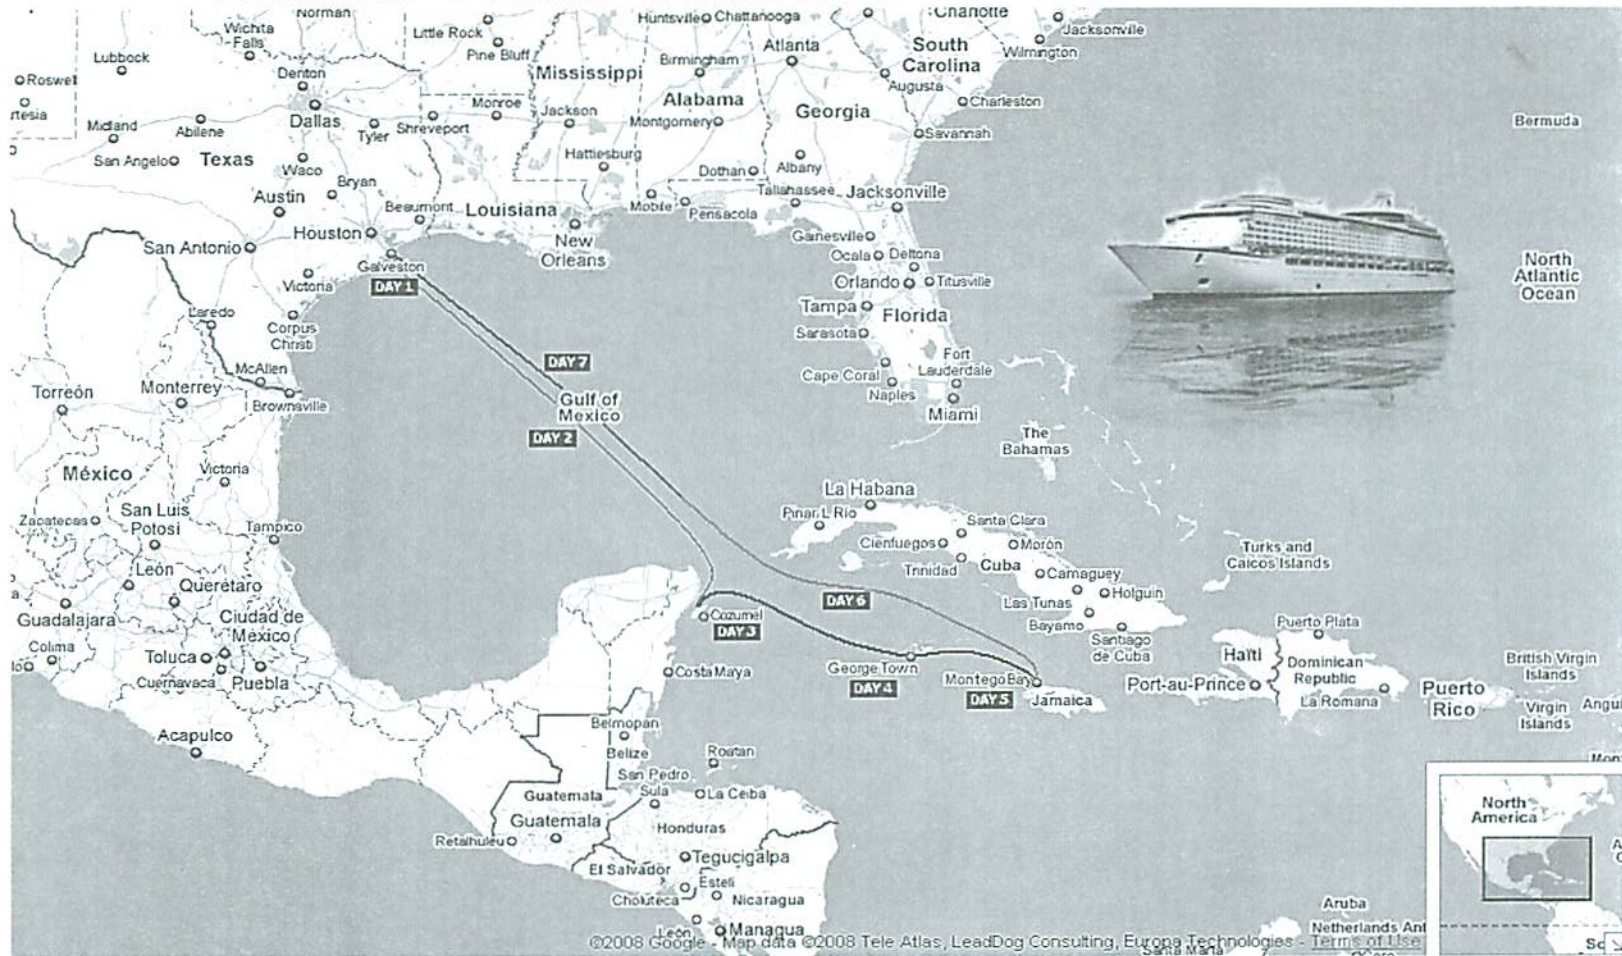 Norman
Huntsville
Chattanooga
Charlotte
Jacksonville
Wichita
Falls
Little Rock
Pine Bluff
Wilmington
Lubbock
Atlanta
South
Carolina
Birmingham
Roswell
Denton
Mississippi
Augusta
Alabama
Charleston
Monroe
Jackson
Georgia
Midland
Abilene
Dallas
Tyler
Shreveport
Montgomery
Savannah
Bermuda
San Angelo
Texas
Waco
Hattiesburg
Dothan
Albany
Bryan
Austin
Tallahassee
Jacksonville
Beaumont
Louisiana
Mobile
Pensacola
San Antonio
Houston
New
Orleans
Gainesville
Ocala
Deltona
Galveston
DAY 1
Victoria
Orlando
Titusville
North
Atlantic
Ocean
Laredo
Corpus
Christi
Tampa
Florida
Sarasota
McAllen
DAY 7
Fort
Lauderdale
Cape Coral
Torreón
Monterrey
Brownsville
Gulf of
Mexico
Naples
Miami
DAY 2
The
Bahamas
México
Victoria
La Habana
San Luis
Potosi
Zacatecas
Tampico
Pinar L Rio
Santa Clara
Cienfuegos
Morón
Trinidad
Cuba
Turks and
Caicos Islands
León
Querétaro
Camaguey
Las Tunas
Holguin
DAY 6
Guadalajara
Ciudad de
México
Cozumel
DAY 3
Bayamo
Santiago
de Cuba
Puerto Plata
Colima
Toluca
Cuernavaca
Puebla
Costa Maya
George Town
DAY 4
Montego Bay
DAY 5
Jamaica
Haïti
Port-au-Prince
Dominican
Republic
La Romana
Puerto
Rico
British Virgin
Islands
Virgin
Islands
Acapulco
Belmopan
Belize
Roatan
San Pedro
Sula
La Ceiba
Guatemala
Guatemala
Retalhuleu
Honduras
Tegucigalpa
El Salvador
Esteli
Choluteca
Nicaragua
León
Managua
North
America
Aruba
Netherlands Ant
Santa Marta
©2008 Google - Map data ©2008 Tele Atlas, LeadDog Consulting, Europa Technologies - Terms of Use